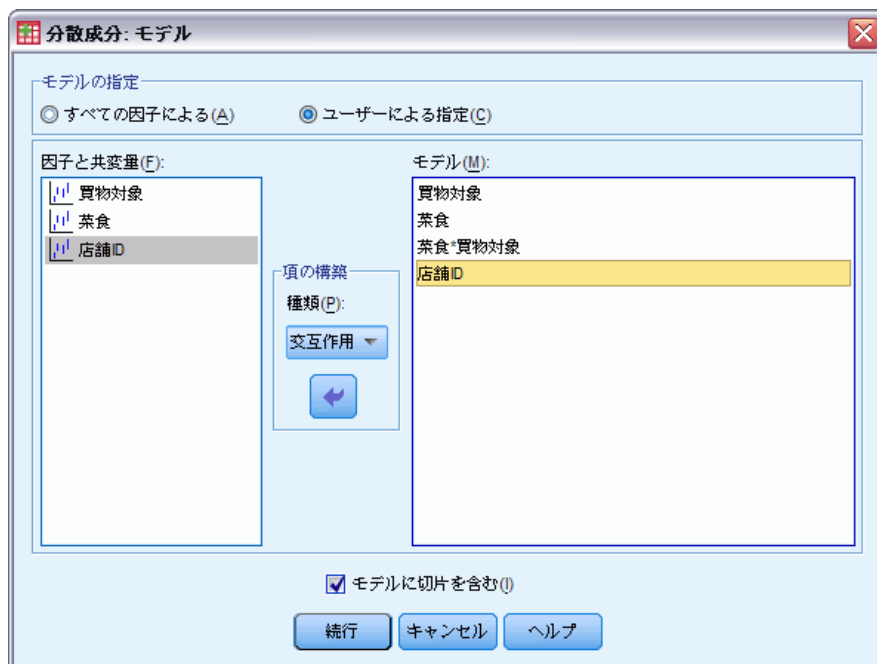 分散成分: モデル
モデルの指定
すべての因子による(A)
ユーザーによる指定(C)
因子と共変量(F):
買物対象
菜食
店舗ID
項の構築
種類(P):
交互作用
モデル(M):
買物対象
菜食
菜食*買物対象
店舗ID
モデルに切片を含む(I)
続行
キャンセル
ヘルプ